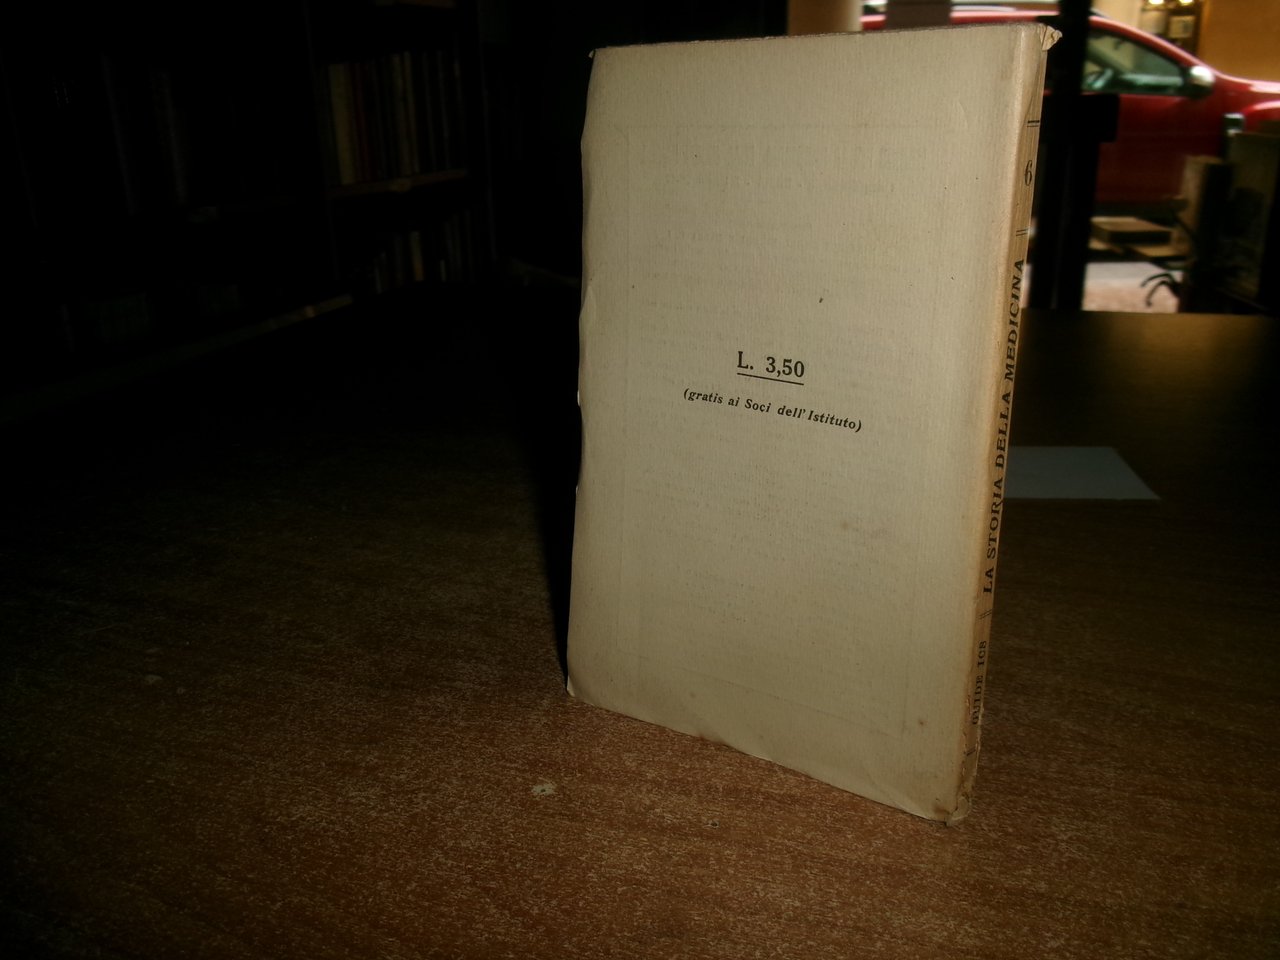 L. 3,50
(gratis ai Soci dell'Istituto)
6
LA STORIA DELLA MEDICINA
GUIDE ICS